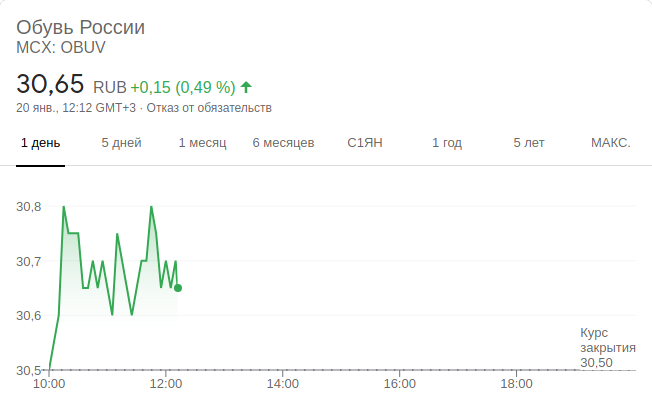 Обувь России
MCX: OBUV
30,65 RUB +0,15 (0,49 %)
20 янв., 12:12 GMT+3 · Отказ от обязательств
1 день 5 дней 1 месяц 6 месяцев С1ЯН 1 год 5 лет МАКС.
30,8
30,7
30,6
Курс
закрытия
30,50
30,5
10:00 12:00 14:00 16:00 18:00